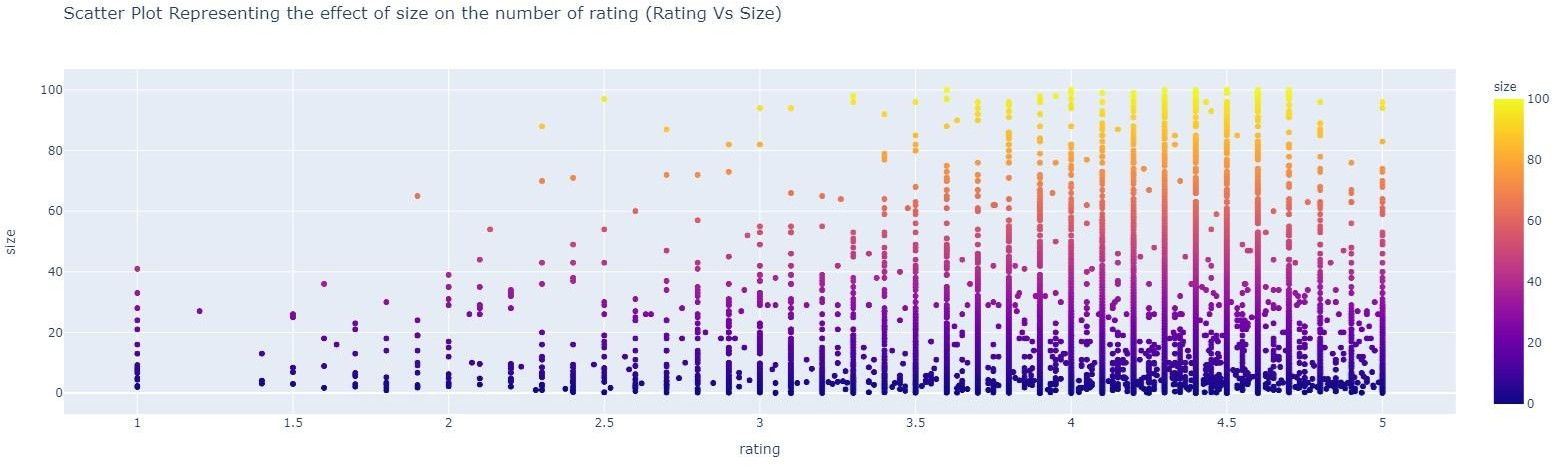 Scatter Plot Representing the effect of size on the number of rating (Rating Vs Size)
size
100
80
60
40
20
0
size
100
80
60
40
20
0
1 1.5 2 2.5 3 3.5 4 4.5 5
rating